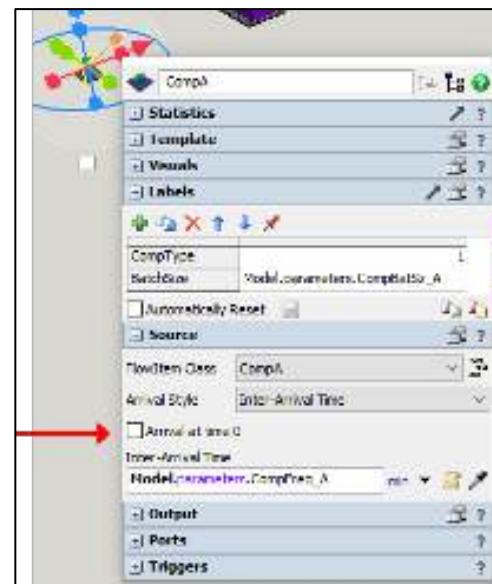 CompA
Statistics
Template
Visuals
Labels
CompType 1
BatchSize Model.parameters.CompBatSz_A
Automatically Reset
Source
FlowItem Class CompA
Arrival Style Inter-Arrival Time
Arrival at time 0
Inter-Arrival Time
Model.parameters.CompFreq_A min
Output
Ports
Triggers